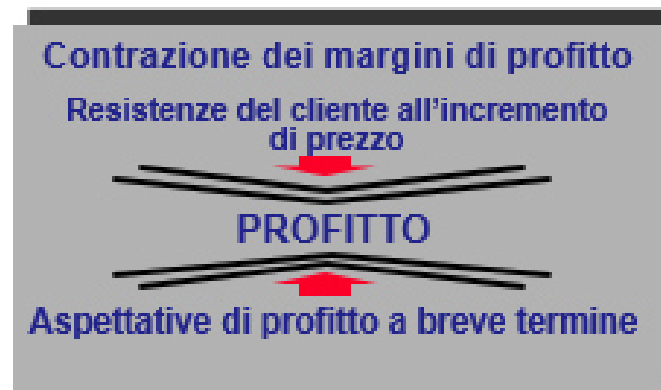 Contrazione dei margini di profitto
Resistenze del cliente all'incremento
di prezzo
PROFITTO
Aspettative di profitto a breve termine